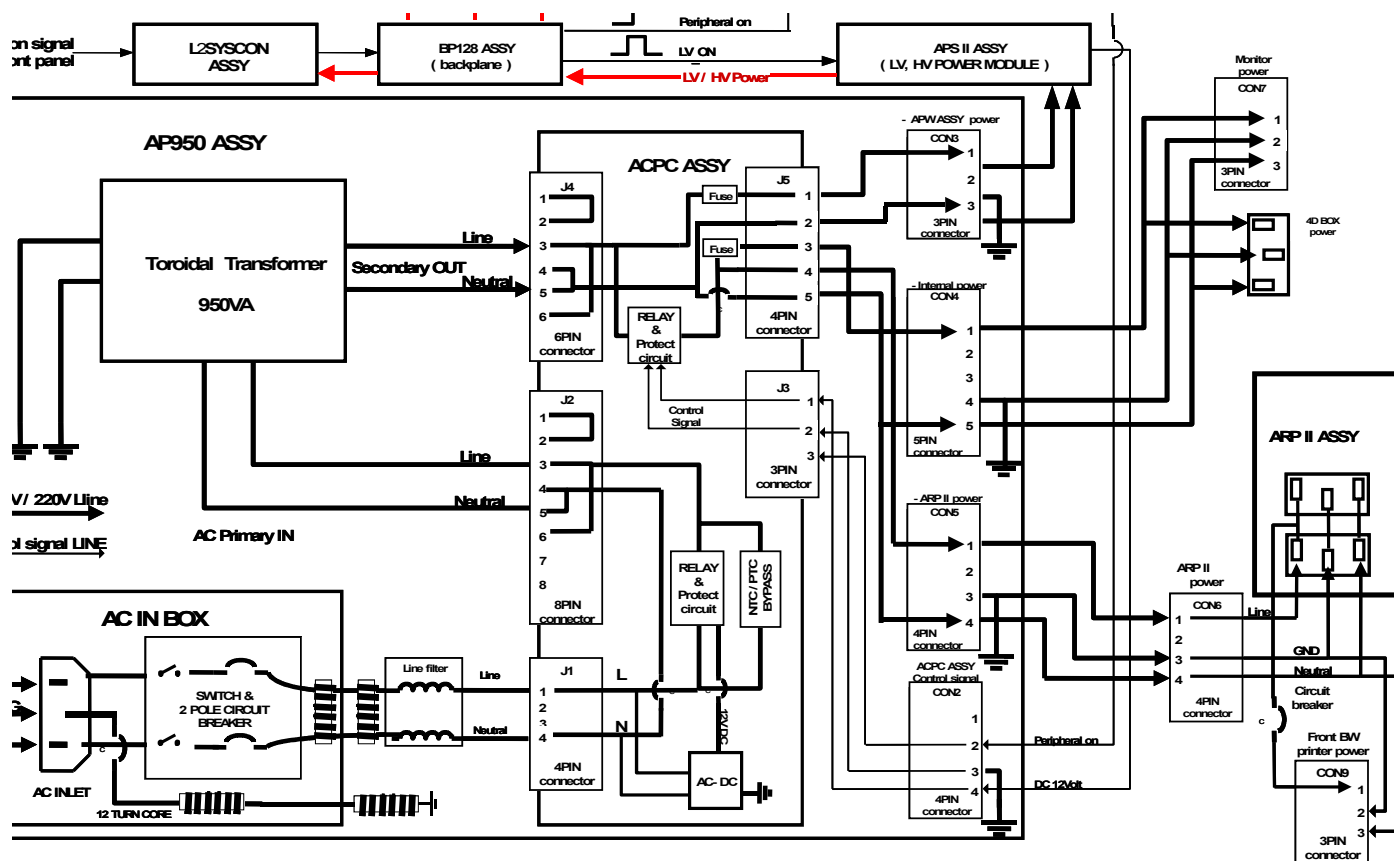 on signal
ont panel
L2SYSCON
ASSY
BP128 ASSY
( backplane )
Peripheral on
LV ON
LV / HV Power
APS II ASSY
( LV, HV POWER MODULE )
Monitor
power
CON7
1
2
3
3PIN
connector
4D BOX
power
AP950 ASSY
Toroidal Transformer
950VA
Line
Secondary OUT
Neutral
Line
Neutral
AC Primary IN
V / 220V Lline
ol signal LINE
ACPC ASSY
J4
1
2
3
4
5
6
6PIN
connector
Fuse
Fuse
RELAY
&
Protect
circuit
C
J5
1
2
3
4
5
4PIN
connector
J3
1
2
3
3PIN
connector
Control
Signal
J2
1
2
3
4
5
6
7
8
8PIN
connector
RELAY
&
Protect
circuit
NTC / PTC
BYPASS
J1
1
2
3
4
4PIN
connector
L
N
C
C
12VDC
AC- DC
- APW ASSY power
CON3
1
2
3
3PIN
connector
- Internal power
CON4
1
2
3
4
5
5PIN
connector
- ARP II power
CON5
1
2
3
4
4PIN
connector
ACPC ASSY
Control signal
CON2
1
2
3
4
4PIN
connector
Peripheral on
DC 12Volt
ARP II ASSY
ARP II
power
CON6
1
2
3
4
4PIN
connector
Line
GND
Neutral
Circuit
breaker
C
Front BW
printer power
CON9
1
2
3
3PIN
connector
AC IN BOX
SWITCH &
2 POLE CIRCUIT
BREAKER
Line filter
Line
Neutral
C
AC INLET
12 TURN CORE